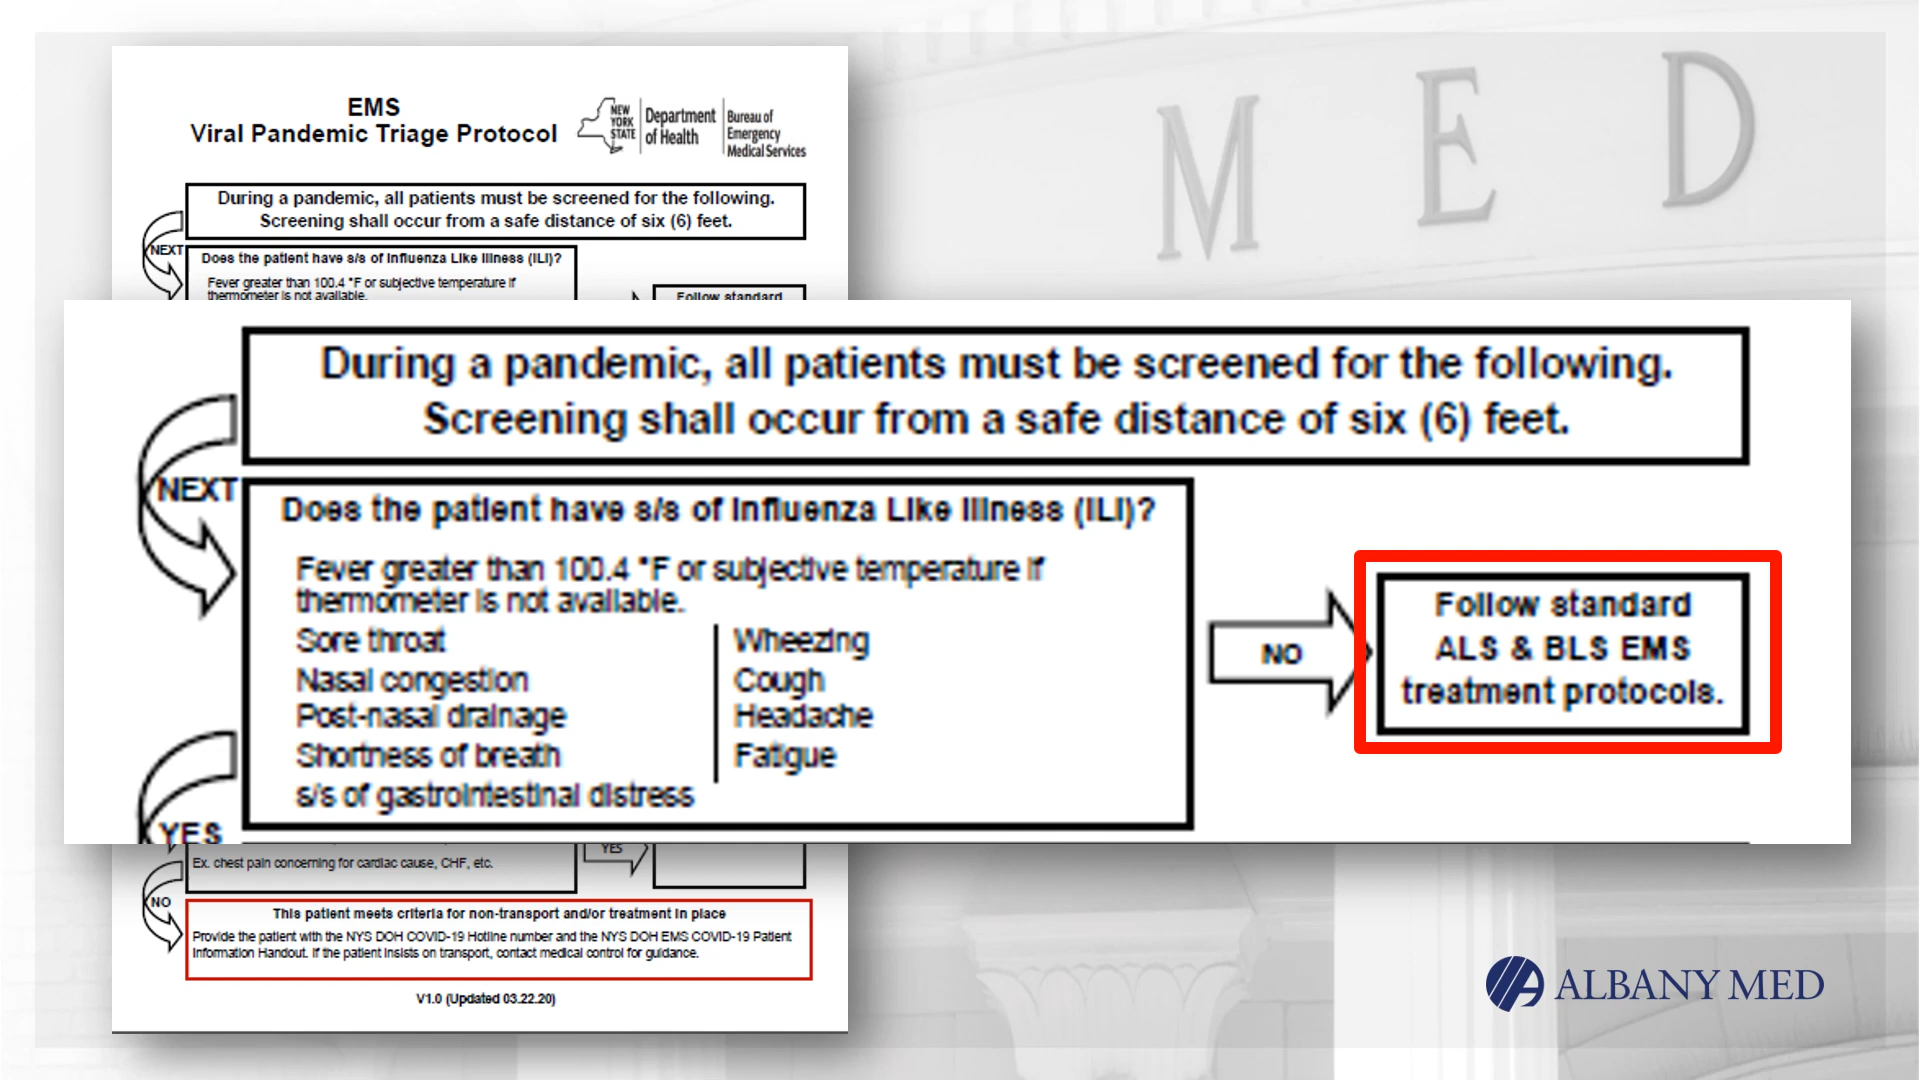 M E D
EMS
Viral Pandemic Triage Protocol
NEW
YORK
STATE
Department
of Health
Bureau of
Emergency
Medical Services
During a pandemic, all patients must be screened for the following.
Screening shall occur from a safe distance of six (6) feet.
NEXT
Does the patient have s/s of Influenza Like Illness (ILI)?
Fever greater than 100.4 °F or subjective temperature if
thermometer is not available.
Follow standard
During a pandemic, all patients must be screened for the following.
Screening shall occur from a safe distance of six (6) feet.
NEXT
Does the patient have s/s of Influenza Like Illness (ILI)?
Fever greater than 100.4 °F or subjective temperature if
thermometer is not available.
Sore throat
Nasal congestion
Post-nasal drainage
Shortness of breath
s/s of gastrointestinal distress
Wheezing
Cough
Headache
Fatigue
NO
Follow standard
ALS & BLS EMS
treatment protocols.
YES
Ex. chest pain concerning for cardiac cause, CHF, etc.
YES
NO
This patient meets criteria for non-transport and/or treatment in place
Provide the patient with the NYS DOH COVID-19 Hotline number and the NYS DOH EMS COVID-19 Patient
Information Handout. If the patient insists on transport, contact medical control for guidance.
V1.0 (Updated 03.22.20)
ALBANY MED